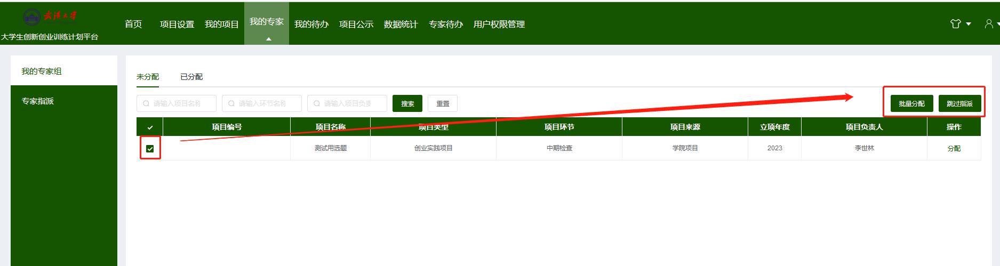 武汉大学
大学生创新创业训练计划平台
首页 项目设置 我的项目 我的专家 我的待办 项目公示 数据统计 专家待办 用户权限管理
我的专家组
专家指派
未分配 已分配
请输入项目名称 请输入环节名称 请输入项目负责 搜索 重置 批量分配 跳过指派
项目编号 项目名称 项目类型 项目环节 项目来源 立项年度 项目负责人 操作
测试用选题 创业实践项目 中期检查 学院项目 2023 李世林 分配